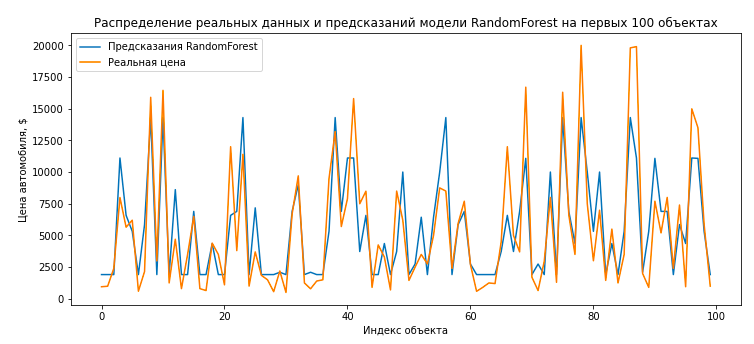 Распределение реальных данных и предсказаний модели RandomForest на первых 100 объектах
Предсказания RandomForest
Реальная цена
Цена автомобиля, $
20000
17500
15000
12500
10000
7500
5000
2500
0
0 20 40 60 80 100
Индекс объекта